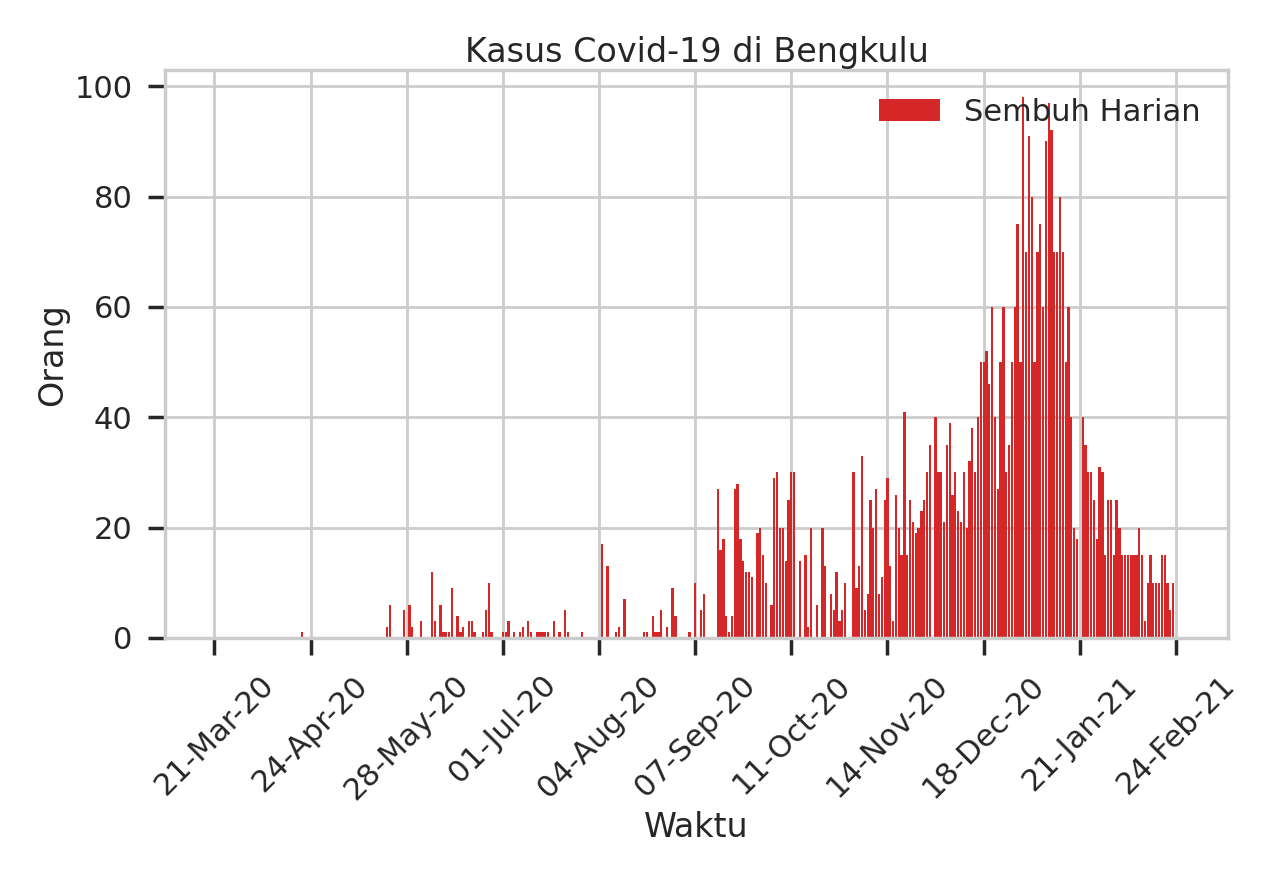 Kasus Covid-19 di Bengkulu
Sembuh Harian
Orang
100
80
60
40
20
0
21-Mar-20
24-Apr-20
28-May-20
01-Jul-20
04-Aug-20
07-Sep-20
11-Oct-20
14-Nov-20
18-Dec-20
21-Jan-21
24-Feb-21
Waktu